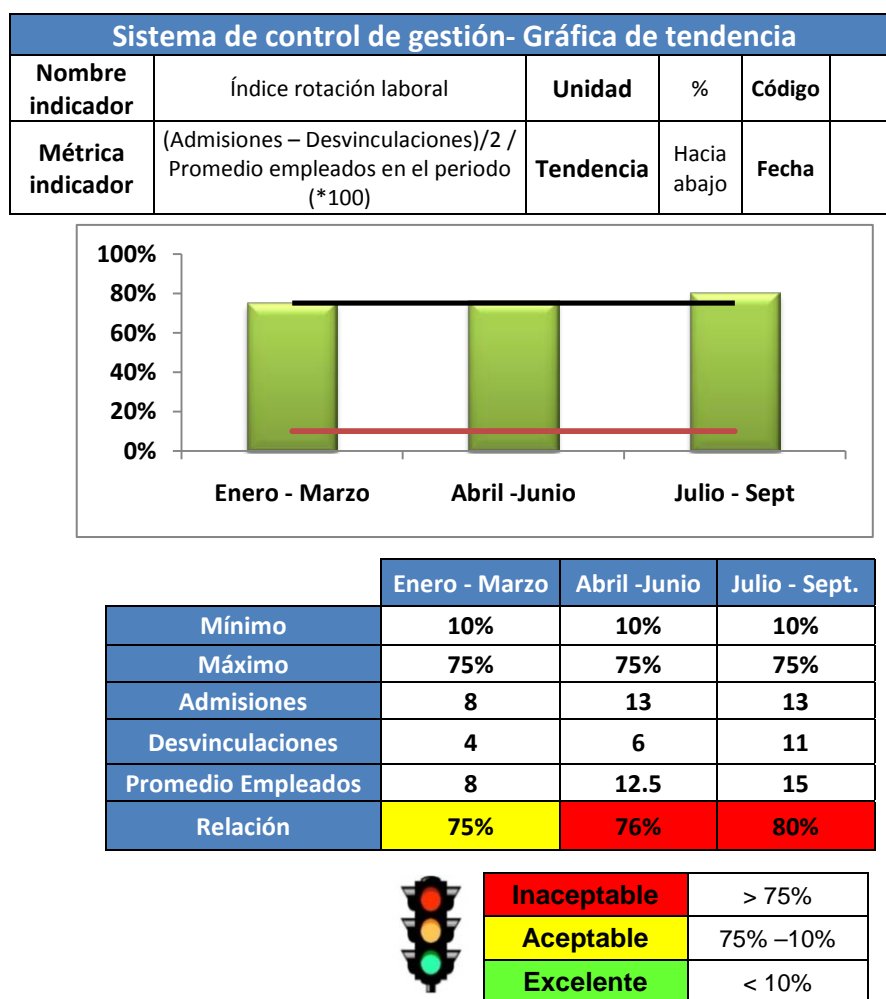 Sistema de control de gestión- Gráfica de tendencia
Nombre indicador
Índice rotación laboral
Unidad
%
Código
Métrica indicador
(Admisiones – Desvinculaciones)/2 /
Promedio empleados en el periodo
(*100)
Tendencia
Hacia abajo
Fecha
100%
80%
60%
40%
20%
0%
Enero - Marzo
Abril -Junio
Julio - Sept
Enero - Marzo Abril -Junio Julio - Sept.
Mínimo 10% 10% 10%
Máximo 75% 75% 75%
Admisiones 8 13 13
Desvinculaciones 4 6 11
Promedio Empleados 8 12.5 15
Relación 75% 76% 80%
Inaceptable > 75%
Aceptable 75% –10%
Excelente < 10%